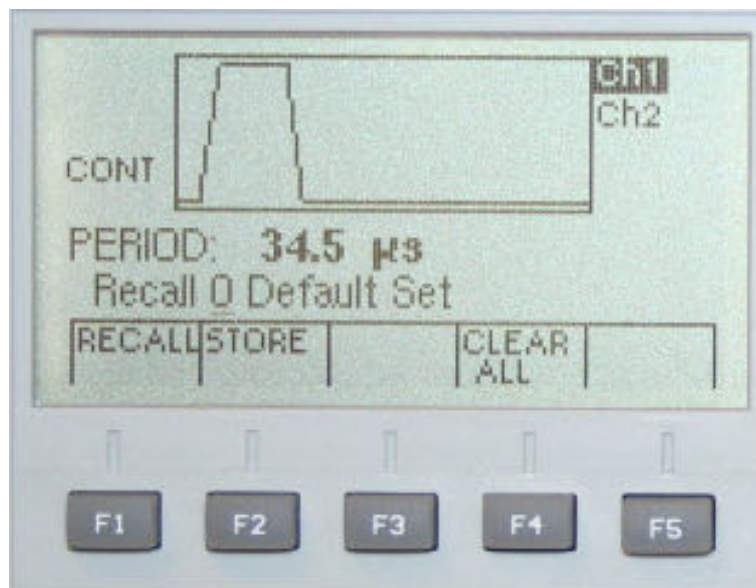 Ch1
Ch2
CONT
PERIOD: 34.5 µs
Recall 0 Default Set
RECALL STORE CLEAR ALL
F1 F2 F3 F4 F5